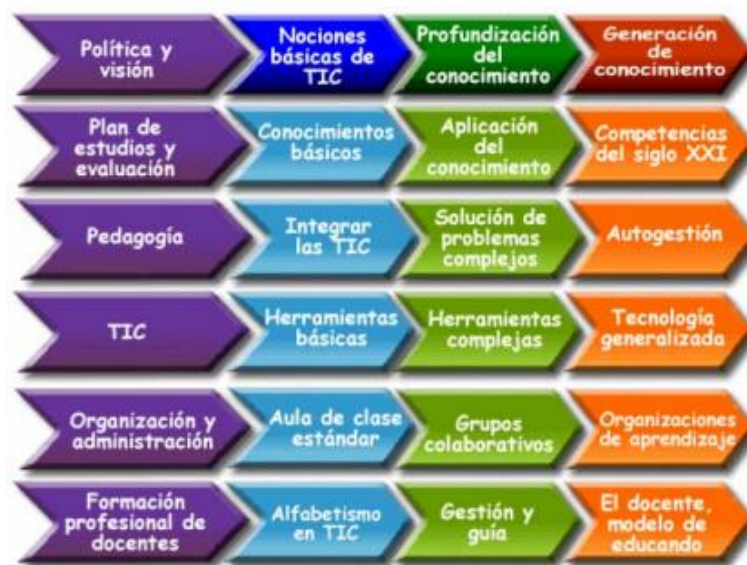 Política y
visión
Nociones
básicas de
TIC
Profundización
del
conocimiento
Generación
de
conocimiento
Plan de
estudios y
evaluación
Conocimientos
básicos
Aplicación
del
conocimiento
Competencias
del siglo XXI
Pedagogía
Integrar
las TIC
Solución de
problemas
complejos
Autogestión
TIC
Herramientas
básicas
Herramientas
complejas
Tecnología
generalizada
Organización y
administración
Aula de clase
estándar
Grupos
colaborativos
Organizaciones
de aprendizaje
Formación
profesional de
docentes
Alfabetismo
en TIC
Gestión y
guía
El docente,
modelo de
educando